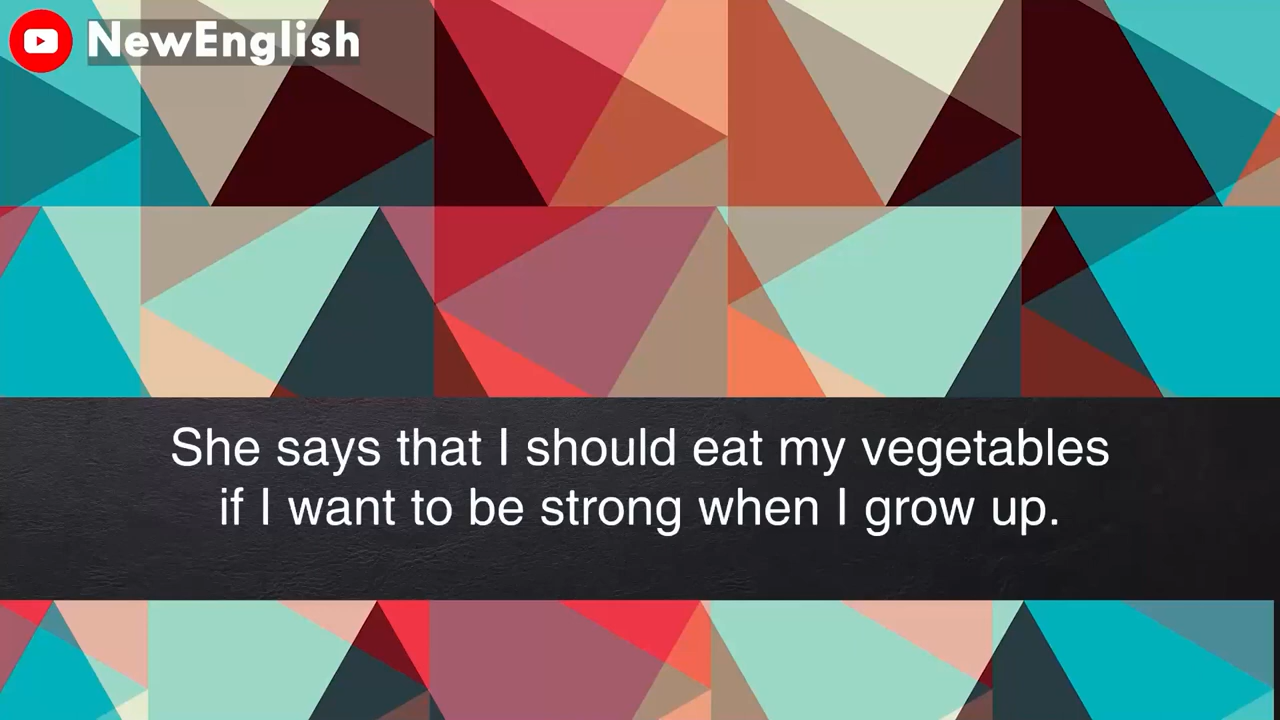 NewEnglish
She says that I should eat my vegetables
if I want to be strong when I grow up.